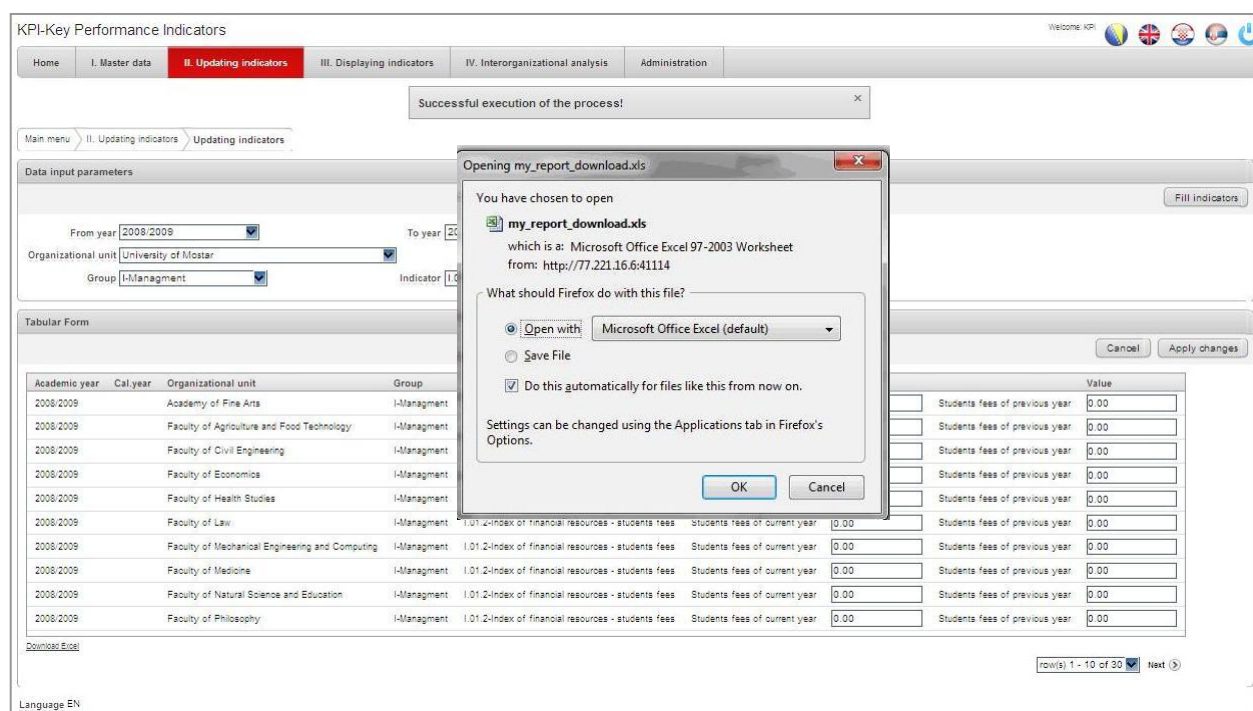 KPI-Key Performance Indicators
Welcome: KPI
Home I. Master data II. Updating indicators III. Displaying indicators IV. Interorganizational analysis Administration
Successful execution of the process!
Main menu II. Updating indicators Updating indicators
Data input parameters
Fill indicators
From year 2008/2009 To year
Organizational unit University of Mostar
Group I-Managment Indicator
Opening my_report_download.xls
You have chosen to open
my_report_download.xls
which is a: Microsoft Office Excel 97-2003 Worksheet
from: http://77.221.16.6:41114
What should Firefox do with this file?
Open with Microsoft Office Excel (default)
Save File
Do this automatically for files like this from now on.
Settings can be changed using the Applications tab in Firefox's
Options.
OK Cancel
Tabular Form
Cancel Apply changes
Academic year Cal.year Organizational unit Group Value
2008/2009 Academy of Fine Arts I-Managment Students fees of previous year 0.00
2008/2009 Faculty of Agriculture and Food Technology I-Managment Students fees of previous year 0.00
2008/2009 Faculty of Civil Engineering I-Managment Students fees of previous year 0.00
2008/2009 Faculty of Economics I-Managment Students fees of previous year 0.00
2008/2009 Faculty of Health Studies I-Managment Students fees of previous year 0.00
2008/2009 Faculty of Law I-Managment I.01.2-Index of financial resources - students fees Students fees of current year 0.00 Students fees of previous year 0.00
2008/2009 Faculty of Mechanical Engineering and Computing I-Managment I.01.2-Index of financial resources - students fees Students fees of current year 0.00 Students fees of previous year 0.00
2008/2009 Faculty of Medicine I-Managment I.01.2-Index of financial resources - students fees Students fees of current year 0.00 Students fees of previous year 0.00
2008/2009 Faculty of Natural Science and Education I-Managment I.01.2-Index of financial resources - students fees Students fees of current year 0.00 Students fees of previous year 0.00
2008/2009 Faculty of Philosophy I-Managment I.01.2-Index of financial resources - students fees Students fees of current year 0.00 Students fees of previous year 0.00
Download Excel
row(s) 1 - 10 of 30 Next
Language EN